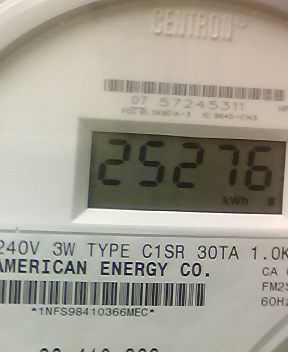 CENTRON
07 57245311
25276
kWh
240V 3W TYPE C1SR 30TA 1.0K
AMERICAN ENERGY CO.
CA
FM2S
60Hz
*1NFS98410366MEC*